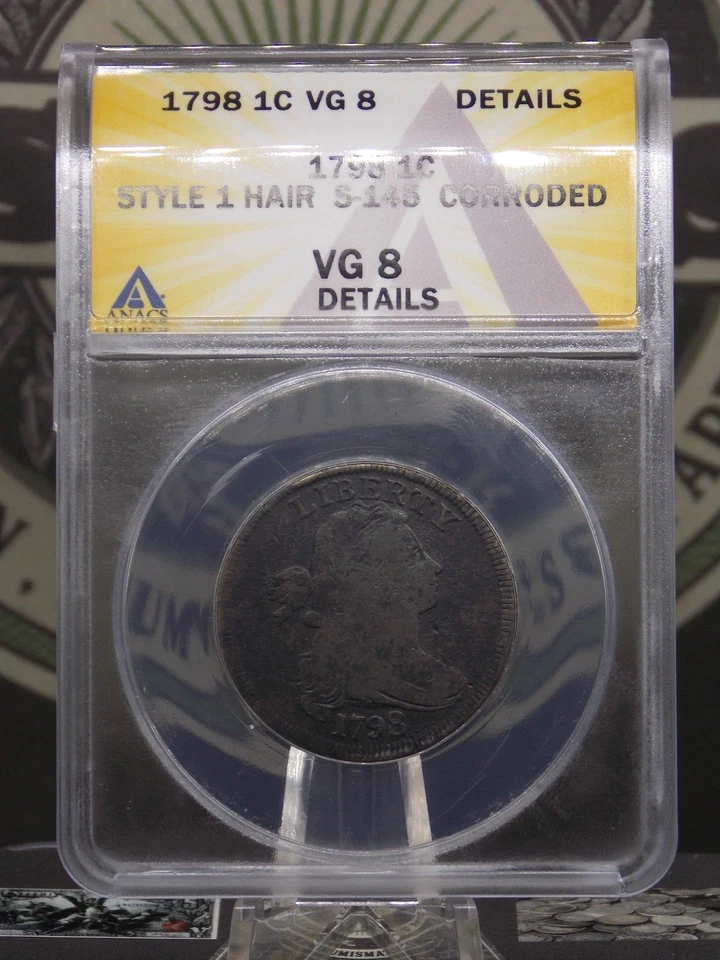 1798 1C VG 8 DETAiLS
1798 1C
STYLE 1 HAIR S-145 CORRODED
VG 8
DETAILS
ANACS
LIBERTY
1798